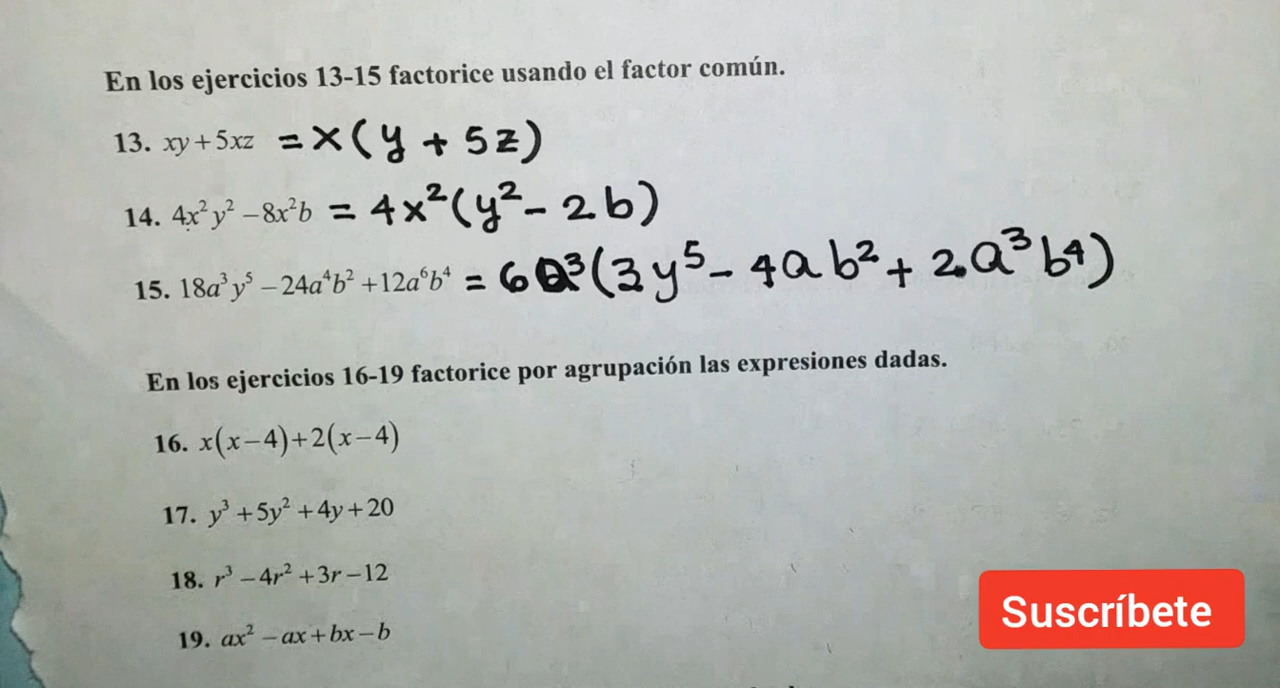 En los ejercicios 13-15 factorice usando el factor común.
13. xy + 5xz = x(y + 5z)
14. 4x²y² – 8x²b = 4x²(y² – 2b)
15. 18a³y⁵ – 24a⁴b² + 12a⁶b⁴ = 6a³(3y⁵ – 4ab² + 2.a³b⁴)
En los ejercicios 16-19 factorice por agrupación las expresiones dadas.
16. x(x – 4) + 2(x – 4)
17. y³ + 5y² + 4y + 20
18. r³ – 4r² + 3r – 12
19. ax² – ax + bx – b
Suscríbete